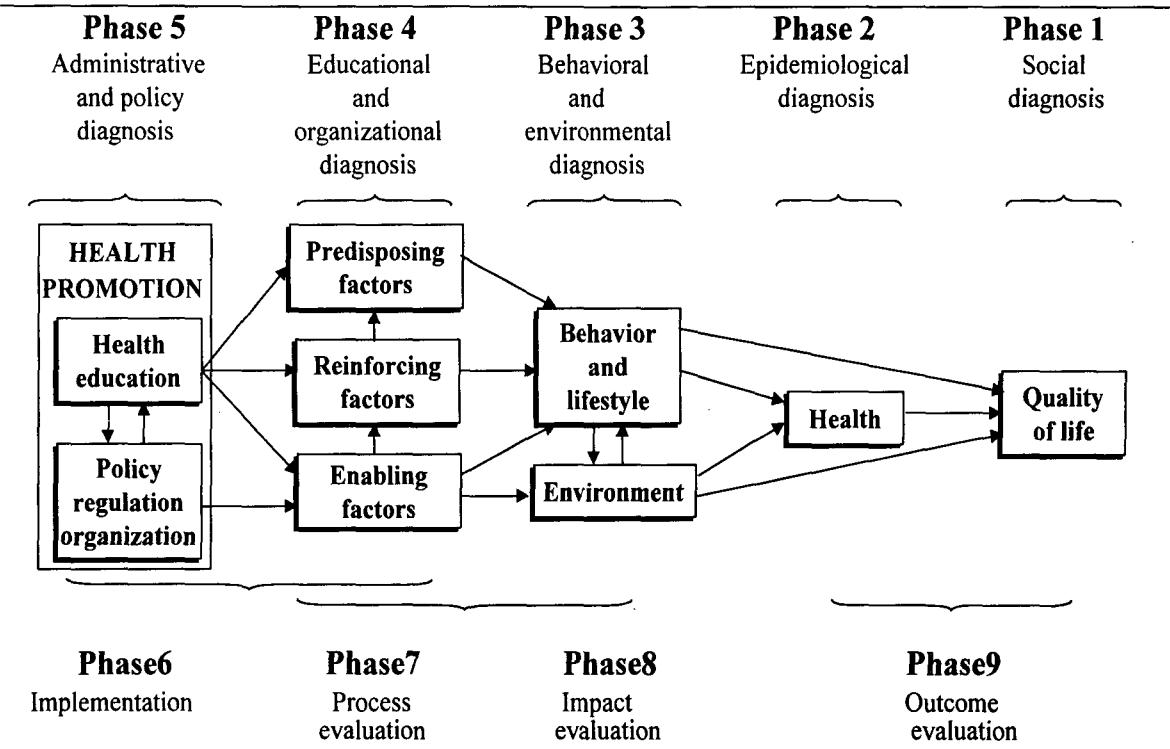 Phase 5
Administrative
and policy
diagnosis
Phase 4
Educational
and
organizational
diagnosis
Phase 3
Behavioral
and
environmental
diagnosis
Phase 2
Epidemiological
diagnosis
Phase 1
Social
diagnosis
HEALTH
PROMOTION
Health
education
Policy
regulation
organization
Predisposing
factors
Reinforcing
factors
Enabling
factors
Behavior
and
lifestyle
Environment
Health
Quality
of life
Phase6
Implementation
Phase7
Process
evaluation
Phase8
Impact
evaluation
Phase9
Outcome
evaluation